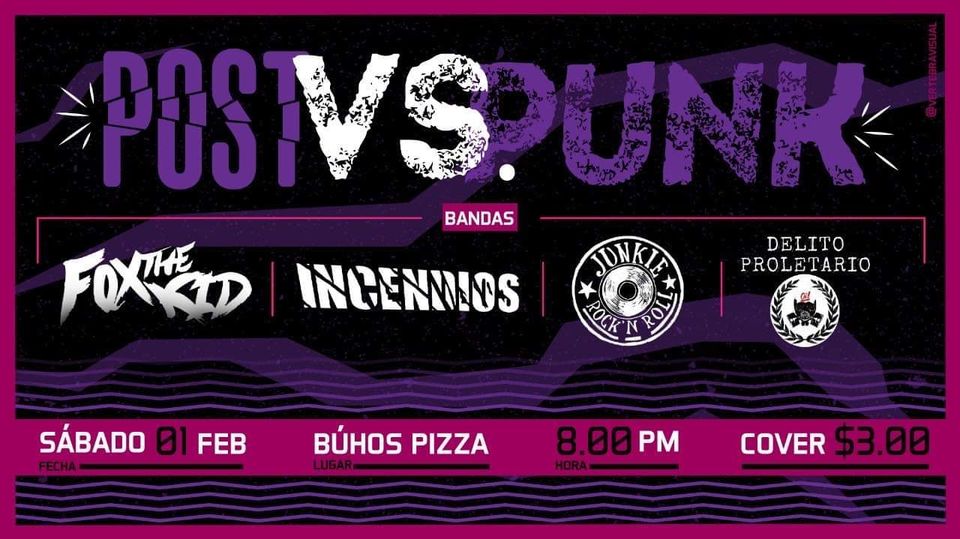 @VERTEBRAVISUAL
POST VS. PUNK
BANDAS
FOX THE KID
INCENDIOS
JUNKIE
ROCK'N ROLL
DELITO
PROLETARIO
SÁBADO 01 FEB
FECHA
BÚHOS PIZZA
LUGAR
8.00 PM
HORA
COVER $3.00